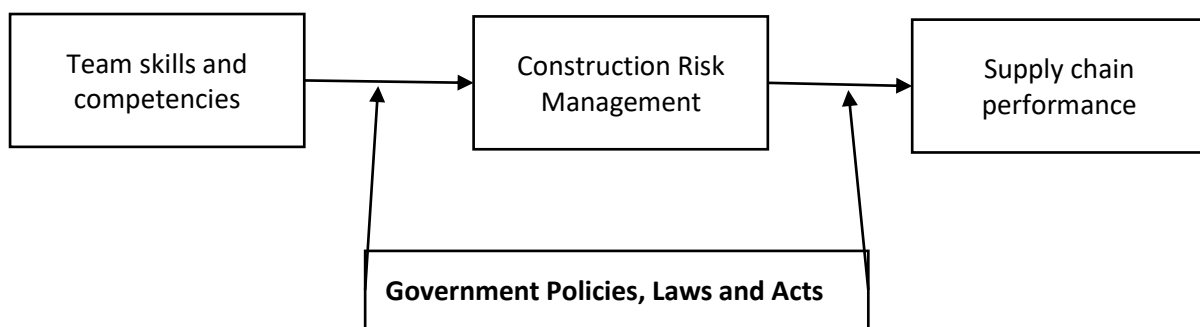 Team skills and
competencies
Construction Risk
Management
Supply chain
performance
Government Policies, Laws and Acts